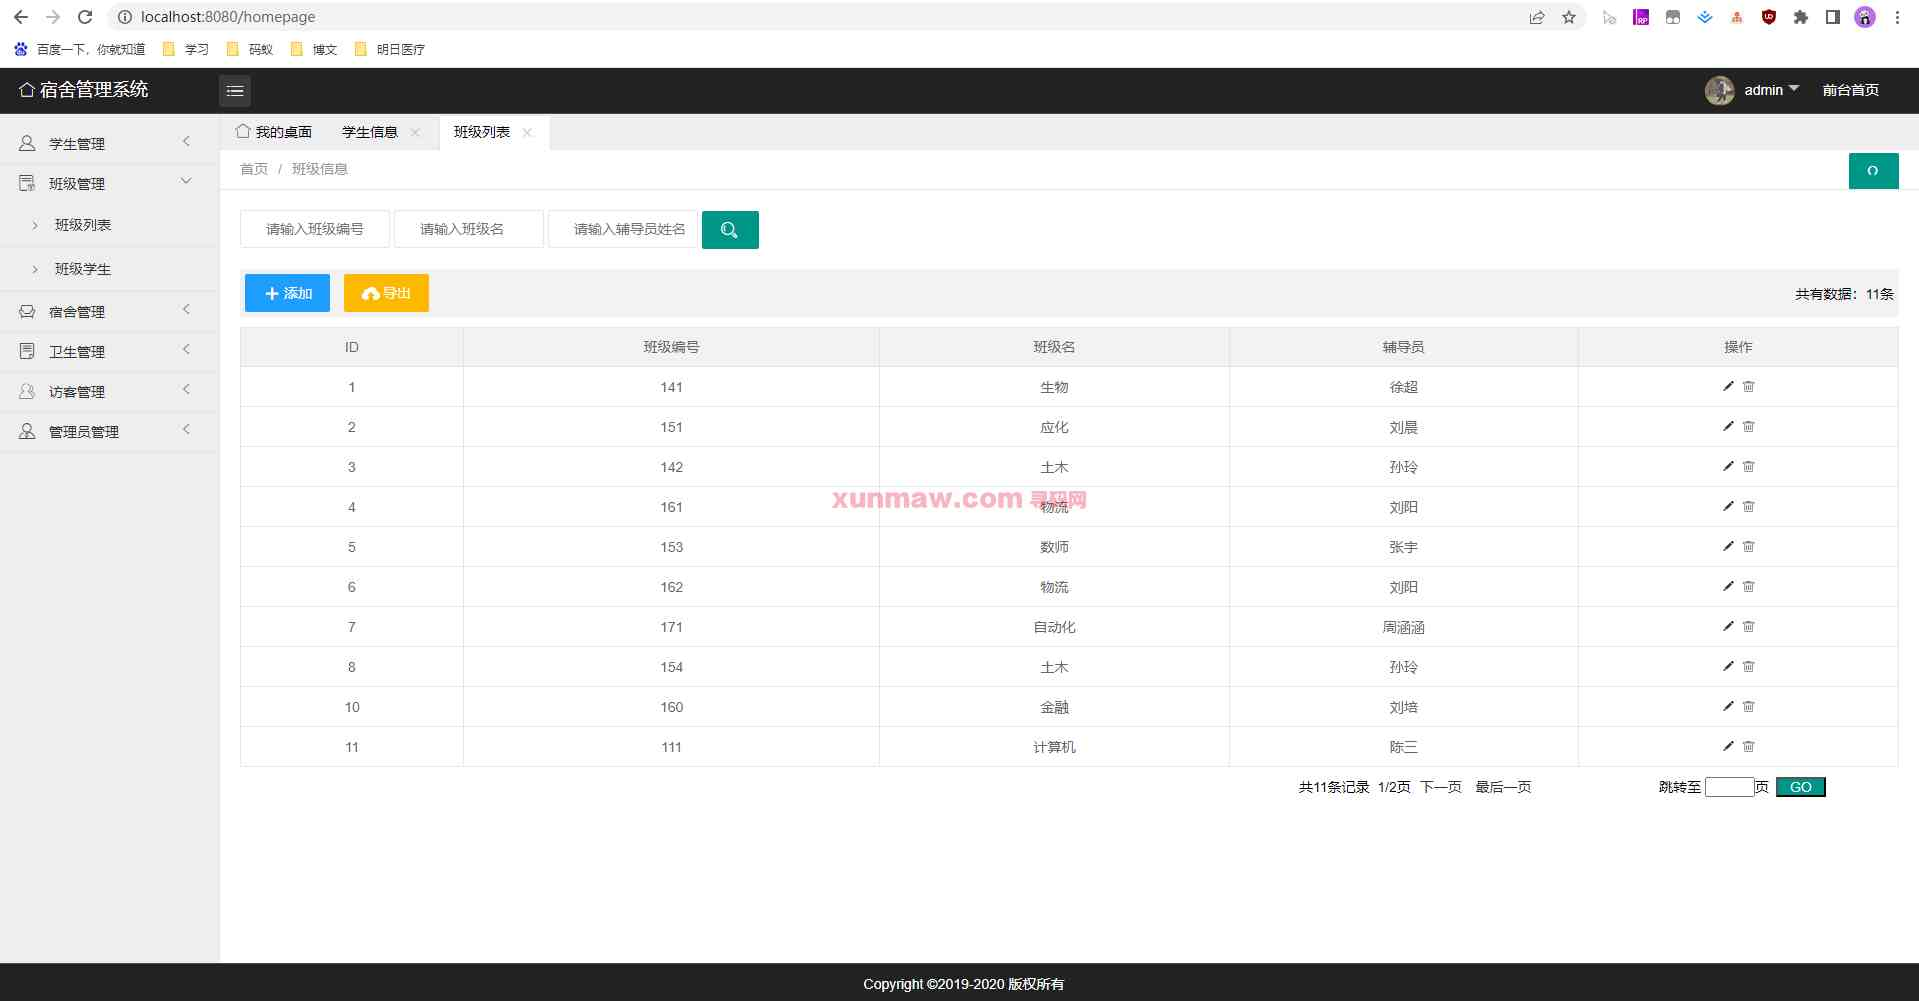 localhost:8080/homepage
百度一下，你就知道 学习 码蚁 博文 明日医疗
宿舍管理系统 admin 前台首页
我的桌面 学生信息 班级列表
首页 / 班级信息
学生管理
班级管理
班级列表
班级学生
宿舍管理
卫生管理
访客管理
管理员管理
请输入班级编号 请输入班级名 请输入辅导员姓名
添加 导出 共有数据：11条
ID 班级编号 班级名 辅导员 操作
1 141 生物 徐超
2 151 应化 刘晨
3 142 土木 孙玲
xunmaw.com 寻码网
4 161 物流 刘阳
5 153 数师 张宇
6 162 物流 刘阳
7 171 自动化 周涵涵
8 154 土木 孙玲
10 160 金融 刘培
11 111 计算机 陈三
共11条记录 1/2页 下一页 最后一页 跳转至 页 GO
Copyright ©2019-2020 版权所有